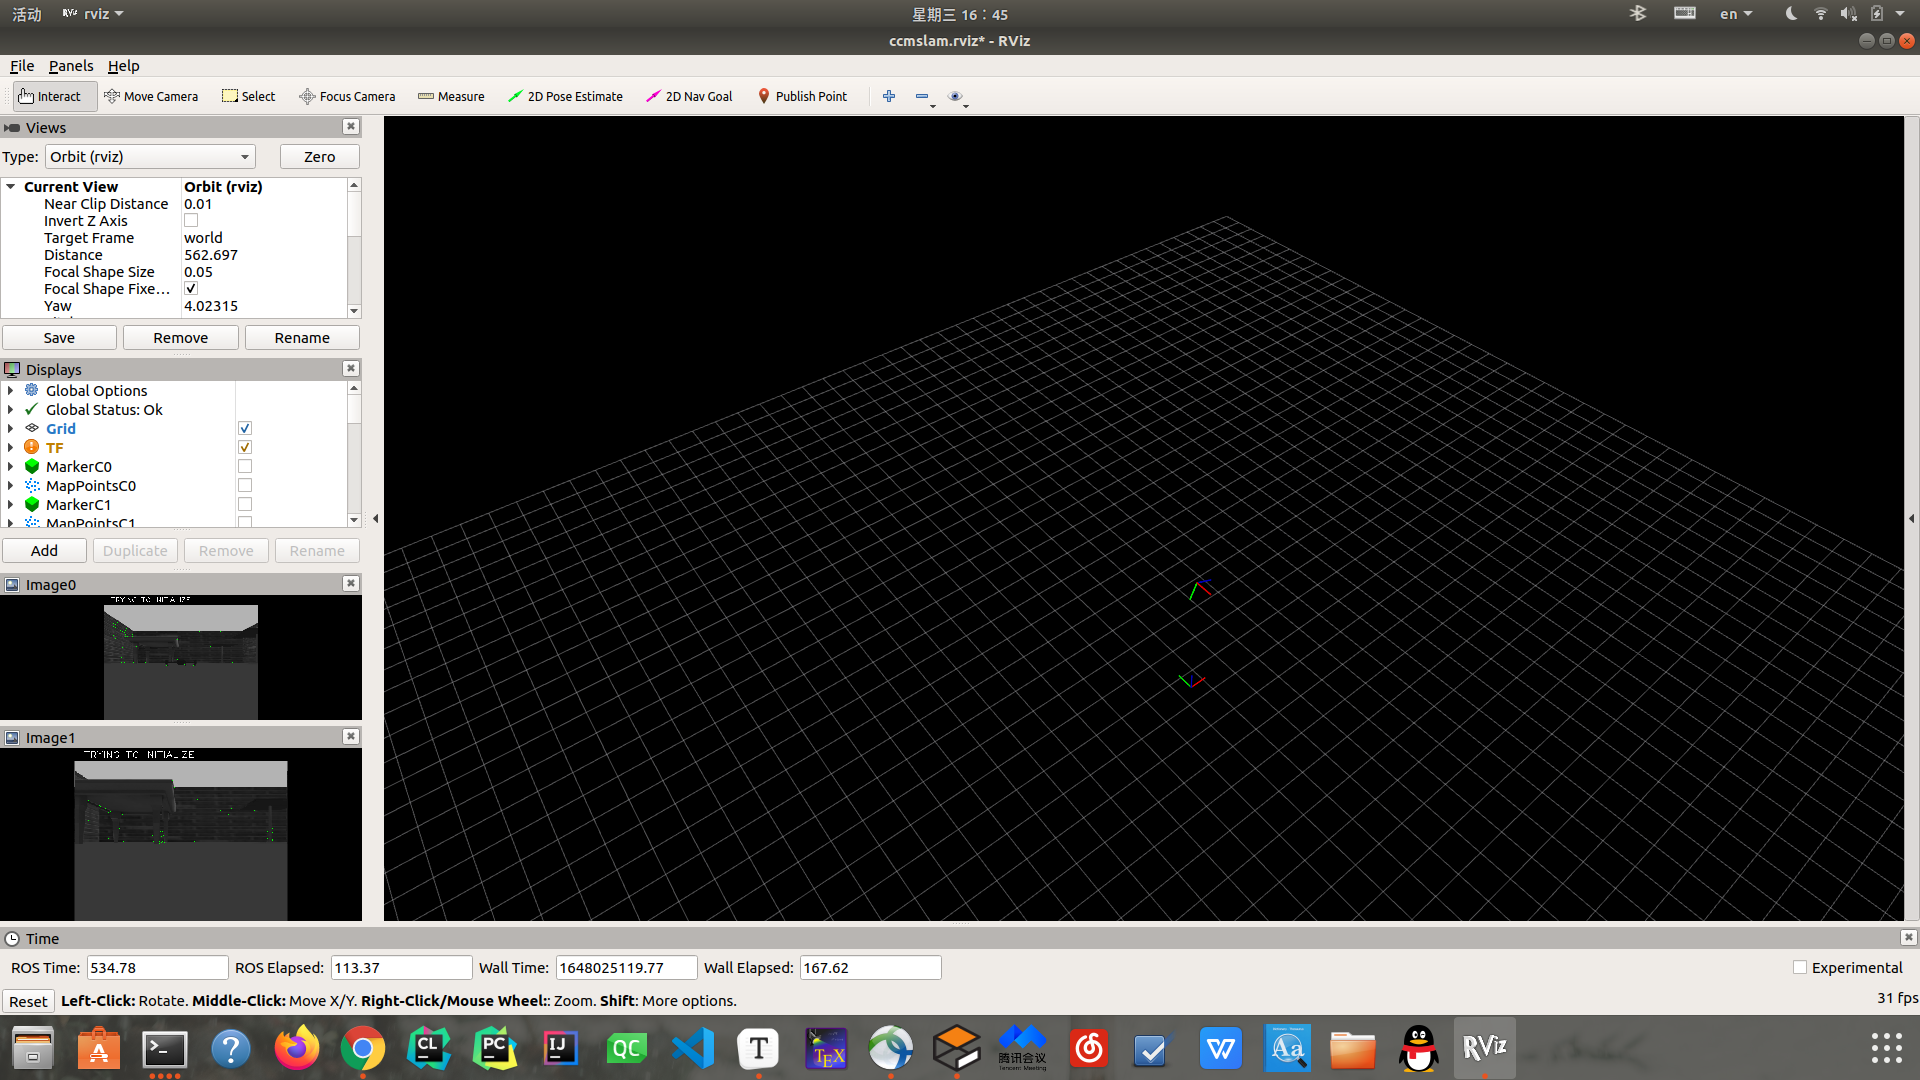 活动 RViz rviz 星期三 16：45 en
ccmslam.rviz* - RViz
File Panels Help
Interact Move Camera Select Focus Camera Measure 2D Pose Estimate 2D Nav Goal Publish Point
Views
Type: Orbit (rviz) Zero
Current View Orbit (rviz)
Near Clip Distance 0.01
Invert Z Axis
Target Frame world
Distance 562.697
Focal Shape Size 0.05
Focal Shape Fixe...
Yaw 4.02315
Save Remove Rename
Displays
Global Options
Global Status: Ok
Grid
TF
MarkerC0
MapPointsC0
MarkerC1
MapPointsC1
Add Duplicate Remove Rename
Image0
TRYING TO INITIALIZE
Image1
TRYING TO INITIALIZE
Time
ROS Time: 534.78 ROS Elapsed: 113.37 Wall Time: 1648025119.77 Wall Elapsed: 167.62 Experimental
Reset Left-Click: Rotate. Middle-Click: Move X/Y. Right-Click/Mouse Wheel:: Zoom. Shift: More options. 31 fps
A >_ ? CL PC IJ QC T TEX 腾讯会议 Tencent Meeting W Aa RViz